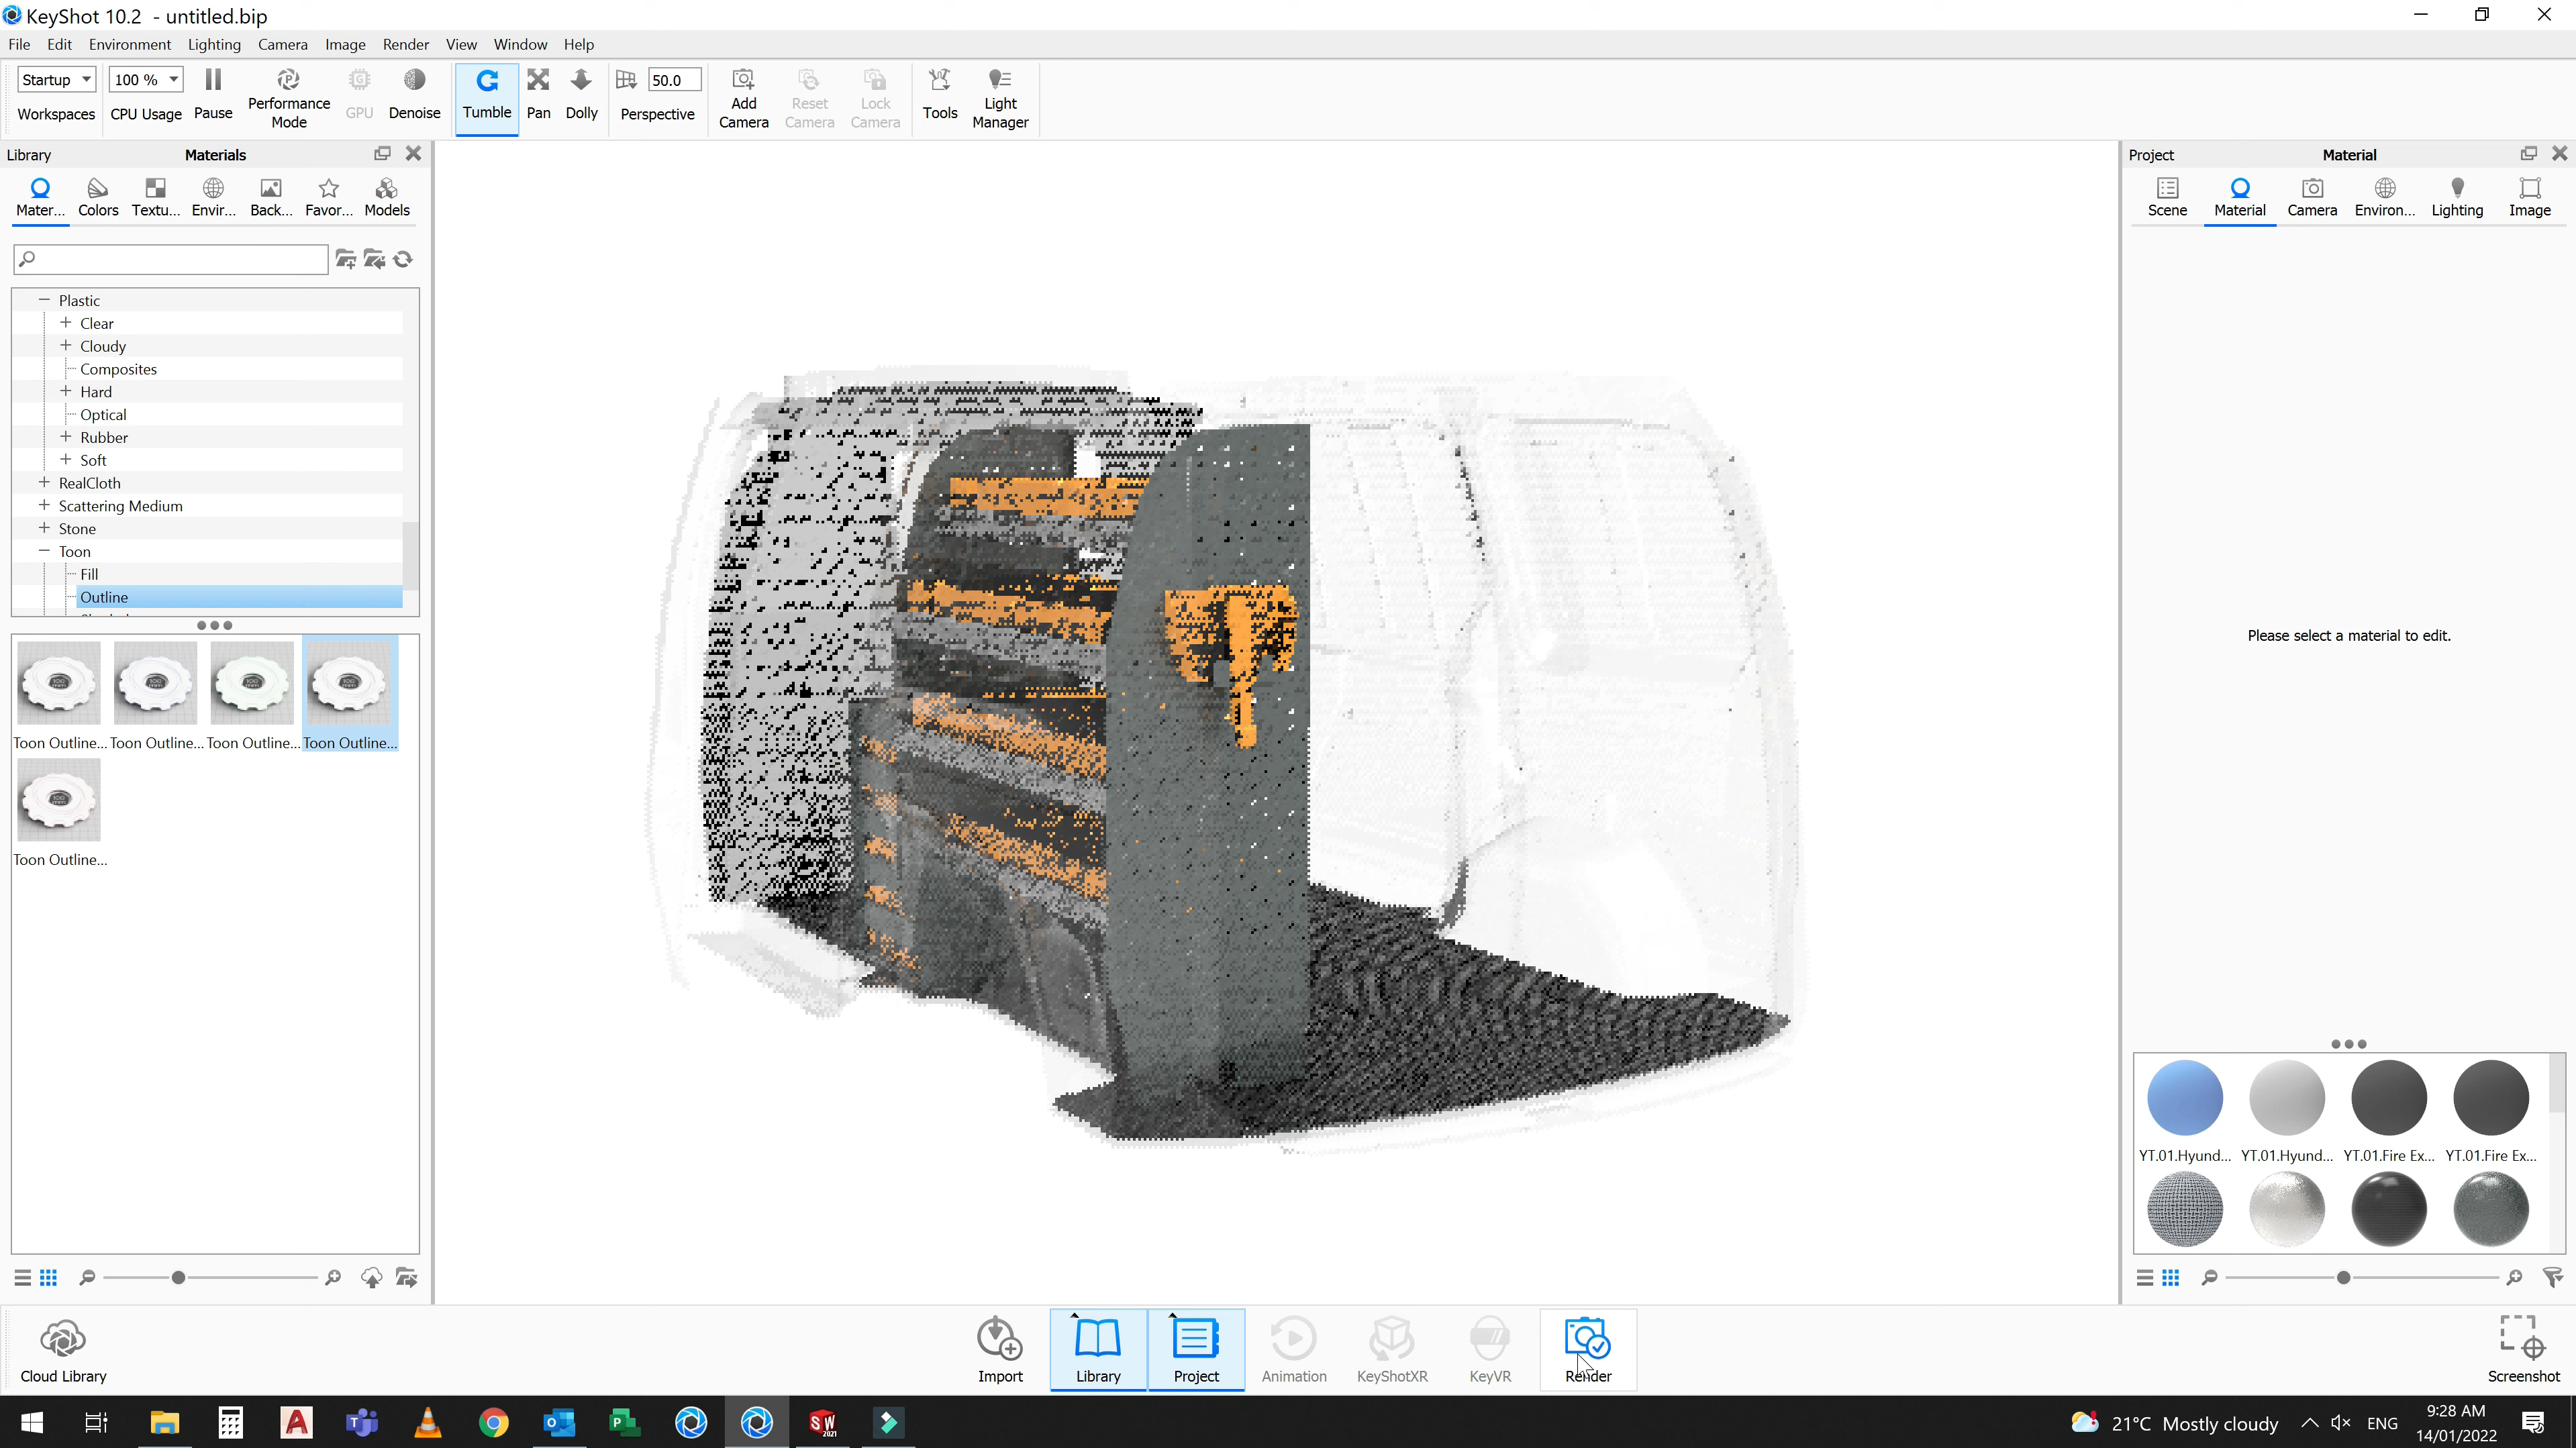 KeyShot 10.2 - untitled.bip
File Edit Environment Lighting Camera Image Render View Window Help
Startup 100 % 50.0
Workspaces CPU Usage Pause Performance Mode GPU Denoise Tumble Pan Dolly Perspective Add Camera Reset Camera Lock Camera Tools Light Manager
Library Materials
Mater... Colors Textu... Envir... Back... Favor... Models
Plastic
Clear
Cloudy
Composites
Hard
Optical
Rubber
Soft
RealCloth
Scattering Medium
Stone
Toon
Fill
Outline
Toon Outline... Toon Outline... Toon Outline... Toon Outline...
Toon Outline...
Project Material
Scene Material Camera Environ... Lighting Image
Please select a material to edit.
YT.01.Hyund... YT.01.Hyund... YT.01.Fire Ex... YT.01.Fire Ex...
Cloud Library Import Library Project Animation KeyShotXR KeyVR Render Screenshot
21°C Mostly cloudy ENG
9:28 AM
14/01/2022